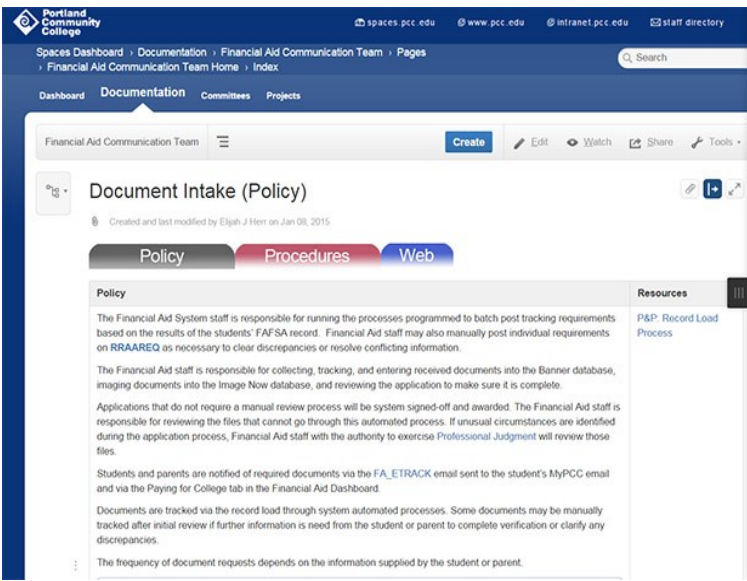 Portland
Community
College
spaces.pcc.edu
www.pcc.edu
intranet.pcc.edu
staff directory
Spaces Dashboard › Documentation › Financial Aid Communication Team › Pages
› Financial Aid Communication Team Home › Index
Search
Dashboard Documentation Committees Projects
Financial Aid Communication Team
Create Edit Watch Share Tools
Document Intake (Policy)
Created and last modified by Elijah J Herr on Jan 08, 2015
Policy Procedures Web
Policy
The Financial Aid System staff is responsible for running the processes programmed to batch post tracking requirements
based on the results of the students' FAFSA record. Financial Aid staff may also manually post individual requirements
on RRAAREQ as necessary to clear discrepancies or resolve conflicting information.
The Financial Aid staff is responsible for collecting, tracking, and entering received documents into the Banner database,
imaging documents into the Image Now database, and reviewing the application to make sure it is complete.
Applications that do not require a manual review process will be system signed-off and awarded. The Financial Aid staff is
responsible for reviewing the files that cannot go through this automated process. If unusual circumstances are identified
during the application process, Financial Aid staff with the authority to exercise Professional Judgment will review those
files.
Students and parents are notified of required documents via the FA_ETRACK email sent to the student's MyPCC email
and via the Paying for College tab in the Financial Aid Dashboard.
Documents are tracked via the record load through system automated processes. Some documents may be manually
tracked after initial review if further information is need from the student or parent to complete verification or clarify any
discrepancies.
The frequency of document requests depends on the information supplied by the student or parent.
Resources
P&P: Record Load
Process